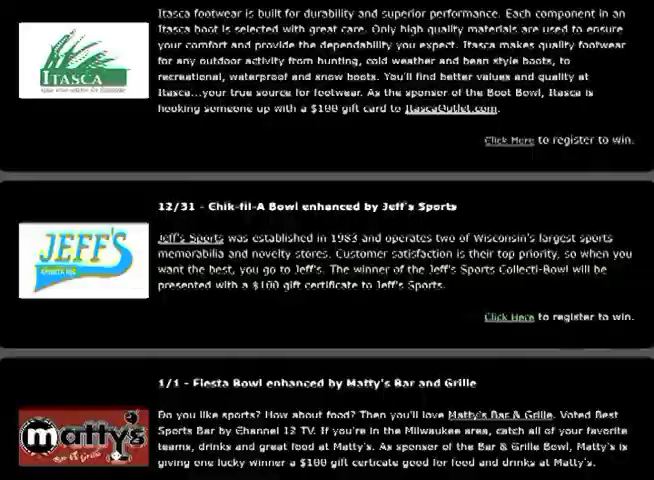 Itasca footwear is built for durability and superior performance. Each component in an
Itasca boot is selected with great care. Only high quality materials are used to ensure
your comfort and provide the dependability you expect. Itasca makes quality footwear
for any outdoor activity from hunting, cold weather and bean style boots, to
recreational, waterproof and snow boots. You'll find better values and quality at
Itasca...your true source for footwear. As the sponsor of the Boot Bowl, Itasca is
hooking someone up with a $100 gift card to ItascaOutlet.com.
ITASCA
Click Here to register to win.
12/31 - Chik-fil-A Bowl enhanced by Jeff's Sports
JEFF'S
SPORTS INC
Jeff's Sports was established in 1983 and operates two of Wisconsin's largest sports
memorabilia and novelty stores. Customer satisfaction is their top priority, so when you
want the best, you go to Jeff's. The winner of the Jeff's Sports Collecti-Bowl will be
presented with a $100 gift certificate to Jeff's Sports.
Click Here to register to win.
1/1 - Fiesta Bowl enhanced by Matty's Bar and Grille
matty's
Bar & Grille
Do you like sports? How about food? Then you'll love Matty's Bar & Grille. Voted Best
Sports Bar by Channel 12 TV. If you're in the Milwaukee area, catch all of your favorite
teams, drinks and great food at Matty's. As sponsor of the Bar & Grille Bowl, Matty's is
giving one lucky winner a $100 gift certicate good for food and drinks at Matty's.